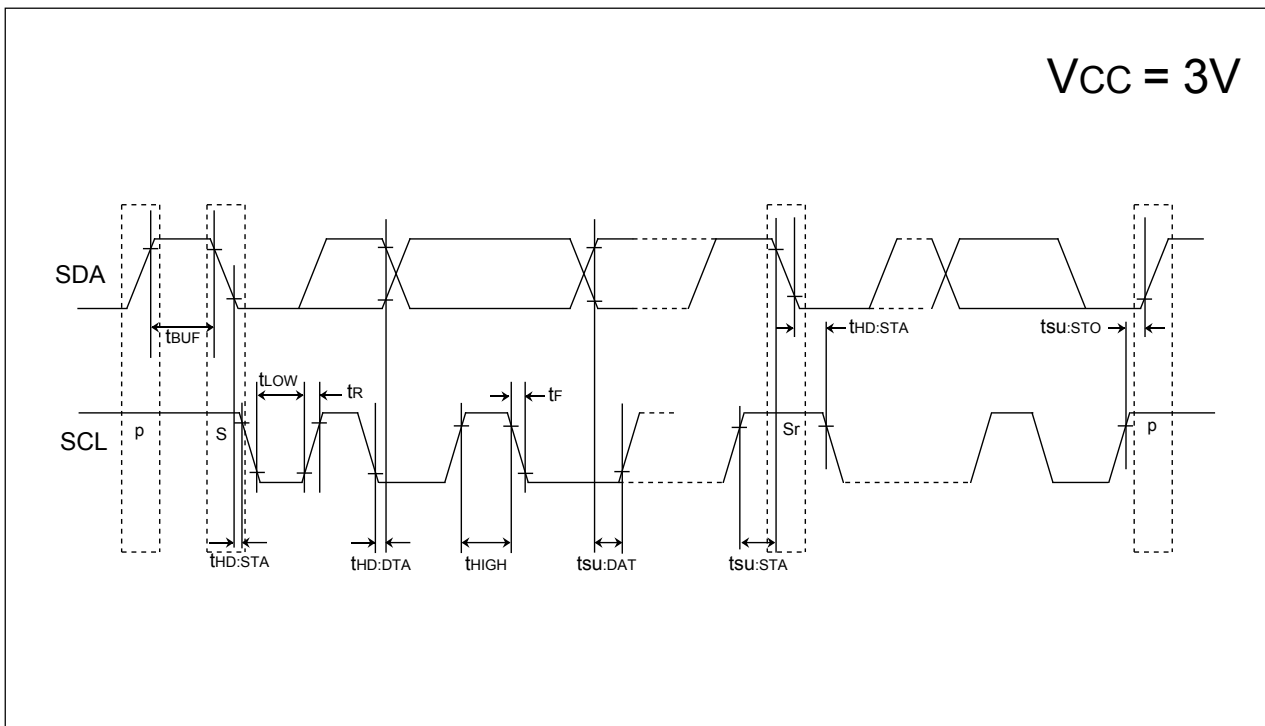 VCC = 3V
SDA
tBUF
tHD:STA
tsu:STO
tLOW
tR
tF
SCL
p
S
Sr
p
tHD:STA
tHD:DTA
tHIGH
tsu:DAT
tsu:STA